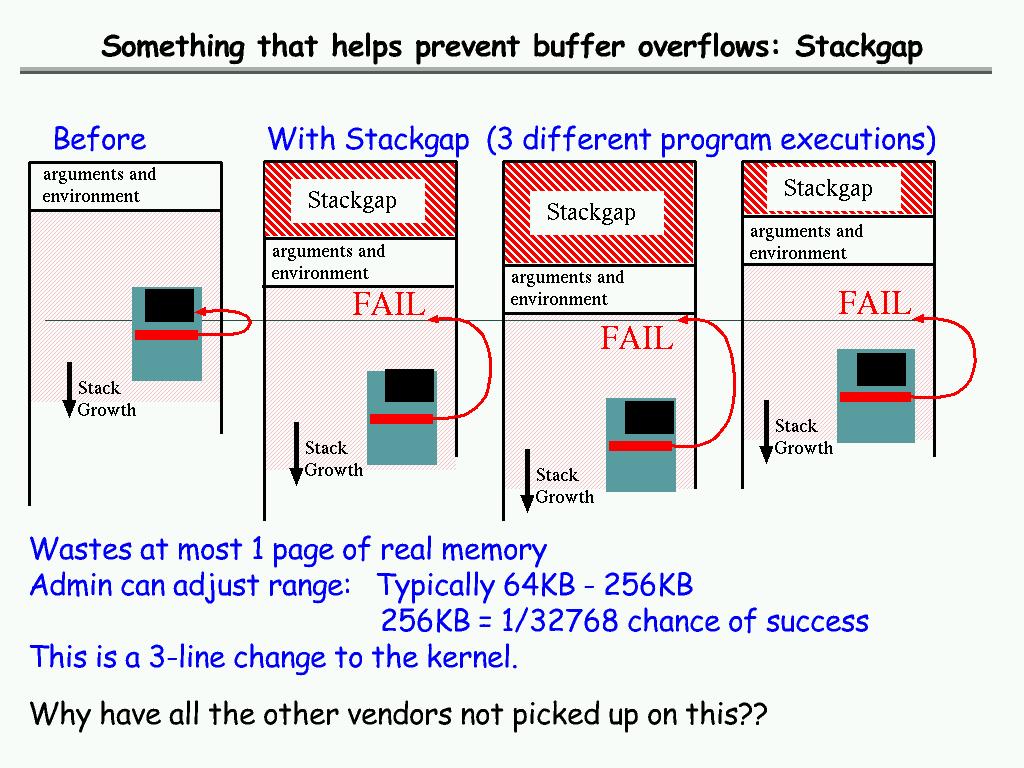 Something that helps prevent buffer overflows: Stackgap
Before
With Stackgap (3 different program executions)
arguments and
environment
Stack
Growth
Stackgap
arguments and
environment
FAIL
Stack
Growth
Stackgap
arguments and
environment
FAIL
Stack
Growth
Stackgap
arguments and
environment
FAIL
Stack
Growth
Wastes at most 1 page of real memory
Admin can adjust range: Typically 64KB - 256KB
256KB = 1/32768 chance of success
This is a 3-line change to the kernel.
Why have all the other vendors not picked up on this??